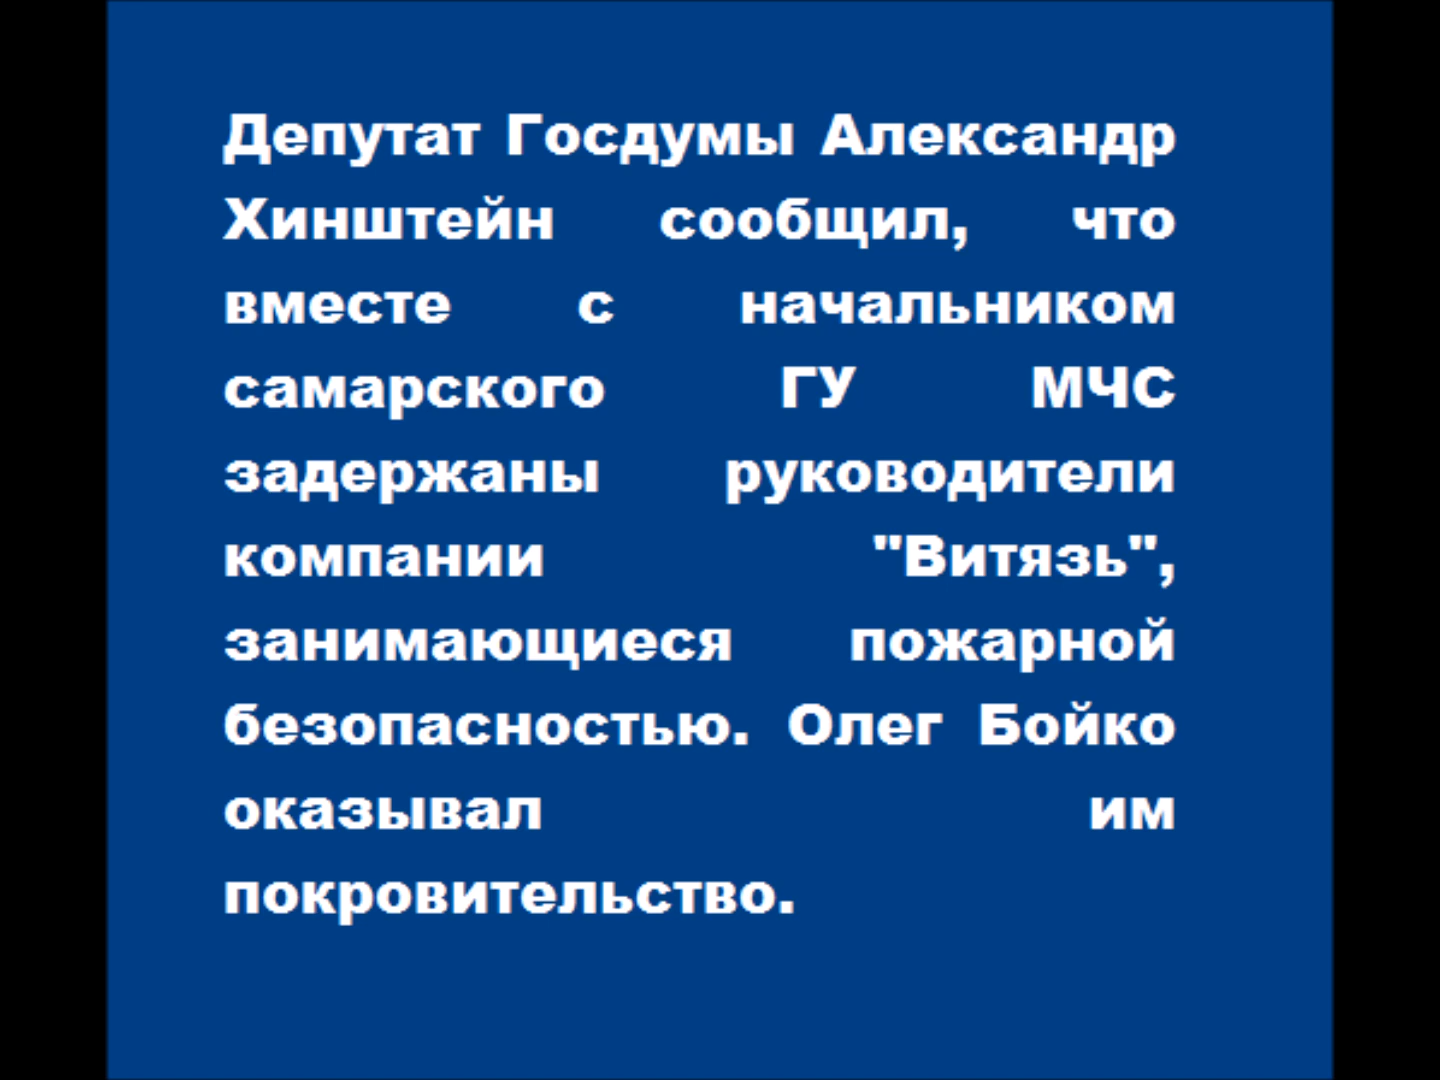 Депутат Госдумы Александр
Хинштейн сообщил, что
вместе с начальником
самарского ГУ МЧС
задержаны руководители
компании "Витязь",
занимающиеся пожарной
безопасностью. Олег Бойко
оказывал им
покровительство.